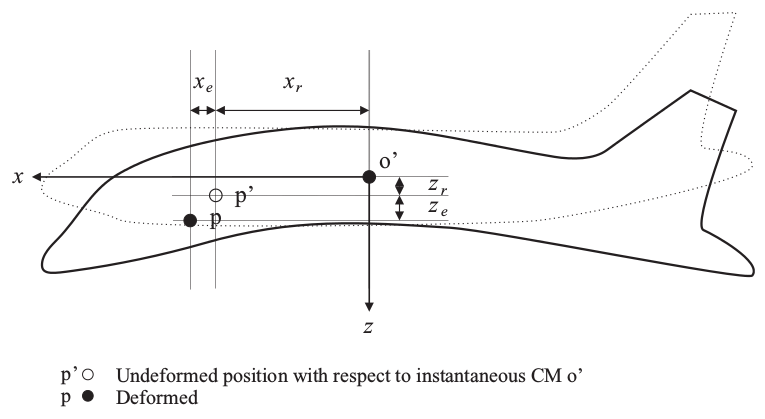 x_e x_r
o’
x z_r
p’ z_e
p
z
p’ Undeformed position with respect to instantaneous CM o’
p Deformed